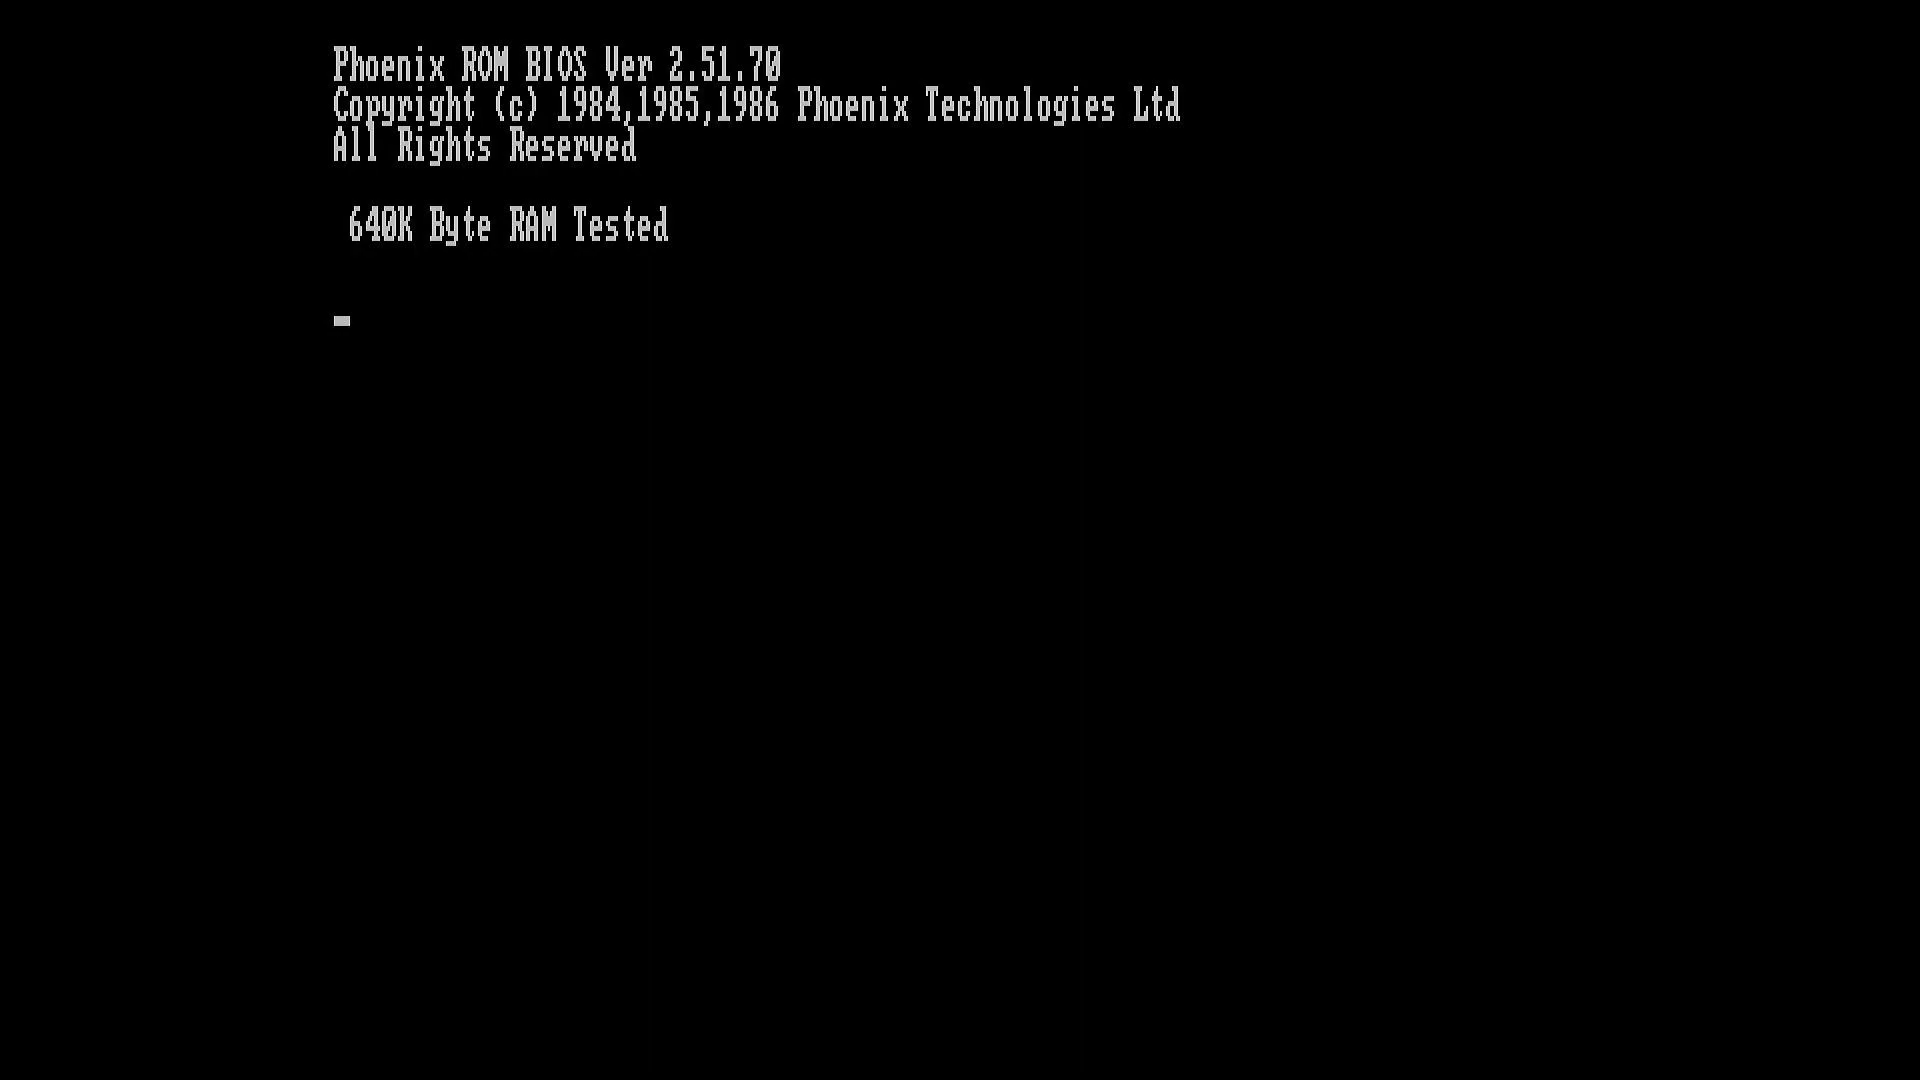 Phoenix ROM BIOS Ver 2.51.70
Copyright (c) 1984,1985,1986 Phoenix Technologies Ltd
All Rights Reserved
640K Byte RAM Tested